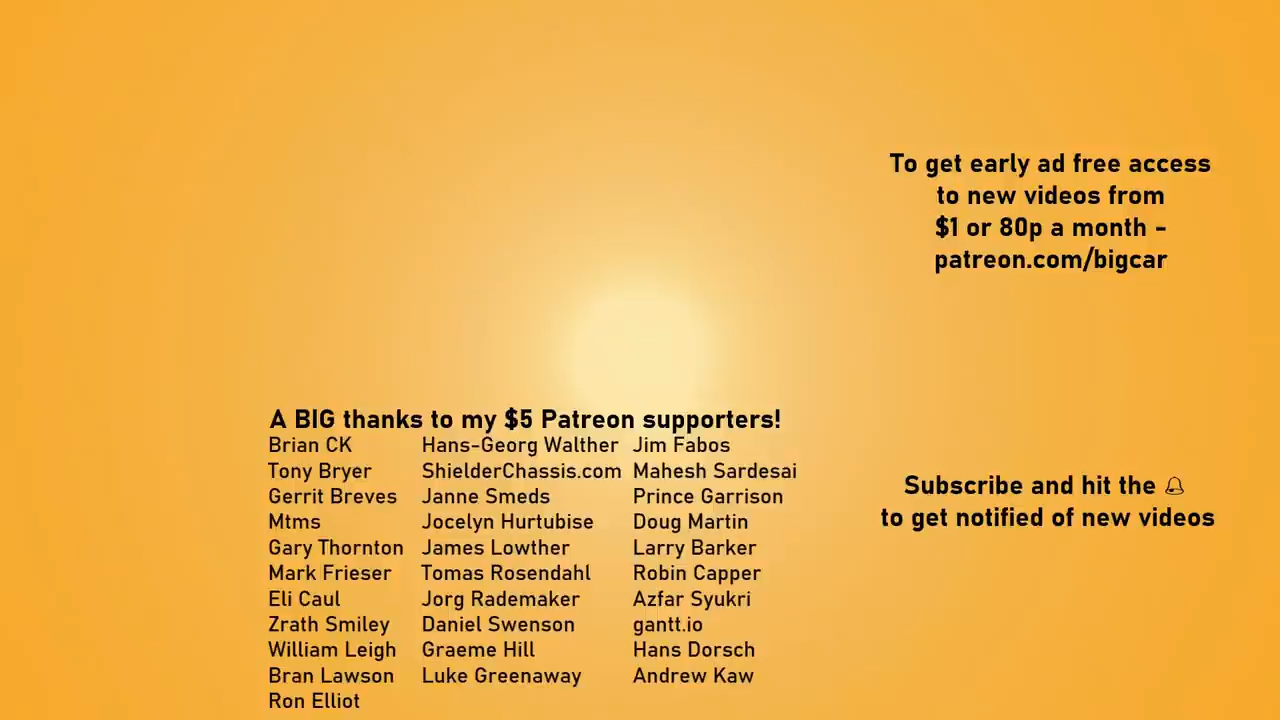 To get early ad free access
to new videos from
$1 or 80p a month -
patreon.com/bigcar
A BIG thanks to my $5 Patreon supporters!
Brian CK Hans-Georg Walther Jim Fabos
Tony Bryer ShielderChassis.com Mahesh Sardesai
Gerrit Breves Janne Smeds Prince Garrison
Mtms Jocelyn Hurtubise Doug Martin
Gary Thornton James Lowther Larry Barker
Mark Frieser Tomas Rosendahl Robin Capper
Eli Caul Jorg Rademaker Azfar Syukri
Zrath Smiley Daniel Swenson gantt.io
William Leigh Graeme Hill Hans Dorsch
Bran Lawson Luke Greenaway Andrew Kaw
Ron Elliot
Subscribe and hit the 🔔
to get notified of new videos